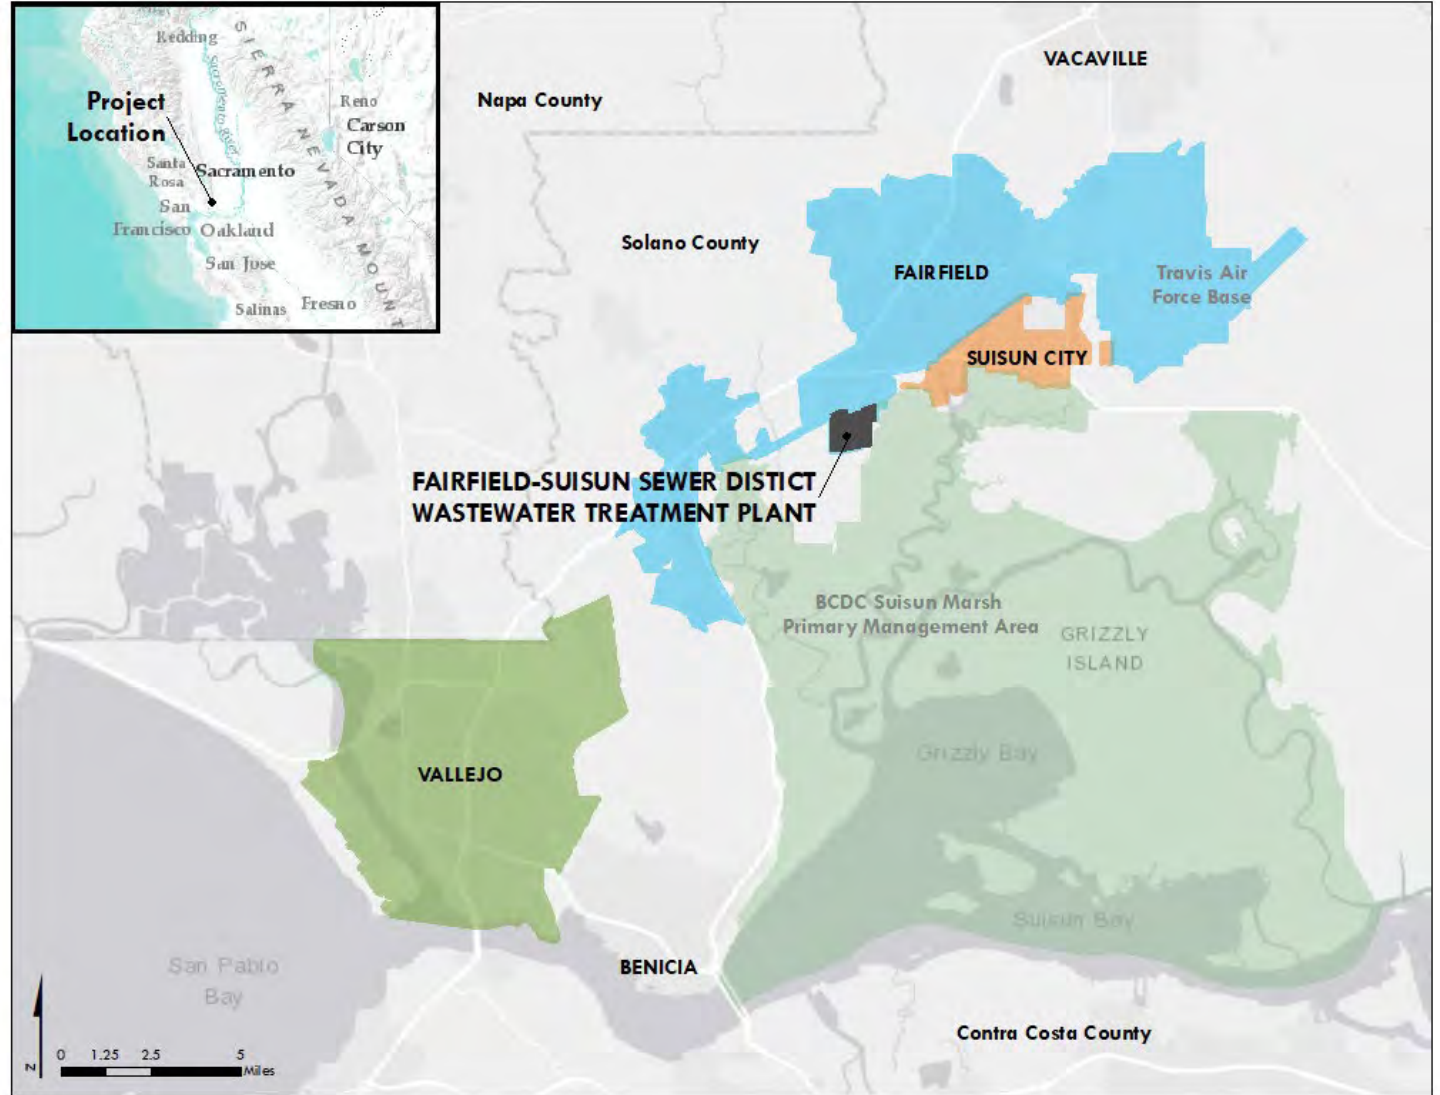 Redding
SIERRA NEVADA MOUNT
Sacramento River
Project
Location
Reno
Carson
City
Santa
Rosa
Sacramento
San
Francisco
Oakland
San Jose
Salinas
Fresno
VACAVILLE
Napa County
Solano County
FAIRFIELD
Travis Air
Force Base
SUISUN CITY
FAIRFIELD-SUISUN SEWER DISTICT
WASTEWATER TREATMENT PLANT
BCDC Suisun Marsh
Primary Management Area
GRIZZLY
ISLAND
Grizzly Bay
VALLEJO
Suisun Bay
San Pablo
Bay
BENICIA
Contra Costa County
N
0 1.25 2.5 5
Miles